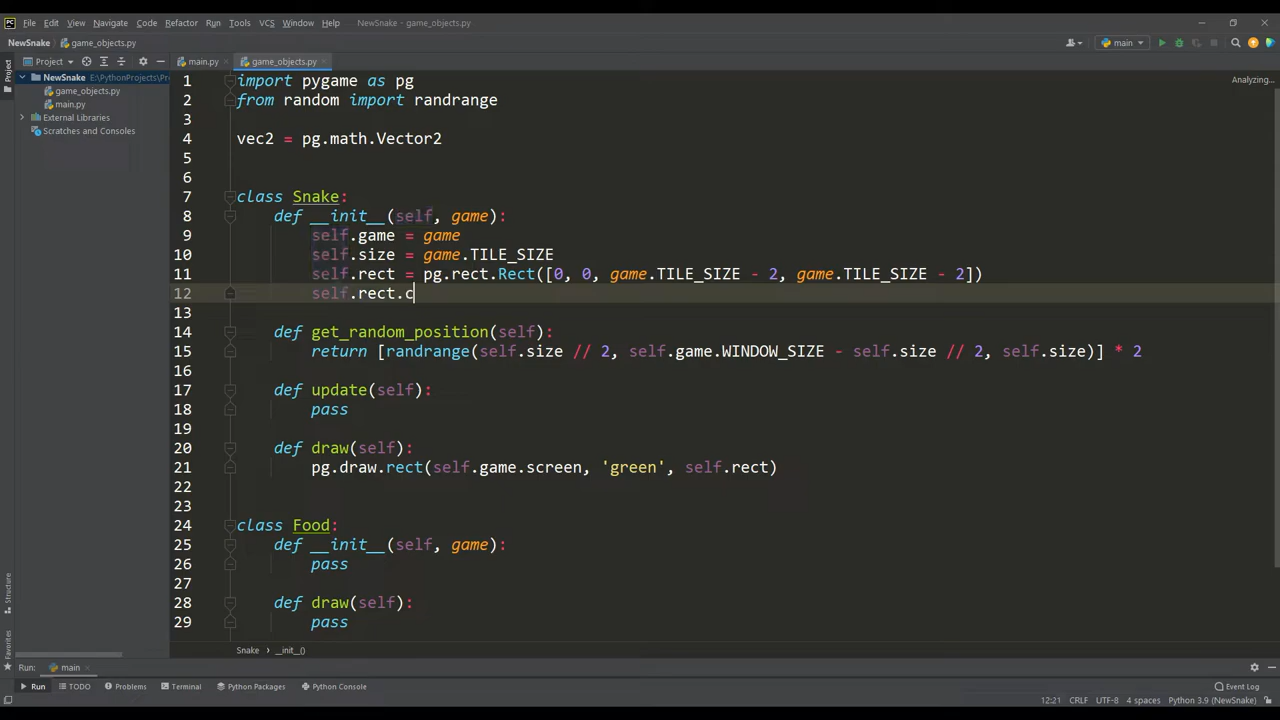 PC File Edit View Navigate Code Refactor Run Tools VCS Window Help NewSnake - game_objects.py
NewSnake game_objects.py main
Project main.py game_objects.py
Project
NewSnake E:\PythonProjects\Pr
game_objects.py
main.py
External Libraries
Scratches and Consoles
Analyzing...
1 import pygame as pg
2 from random import randrange
3
4 vec2 = pg.math.Vector2
5
6
7 class Snake:
8 def __init__(self, game):
9 self.game = game
10 self.size = game.TILE_SIZE
11 self.rect = pg.rect.Rect([0, 0, game.TILE_SIZE - 2, game.TILE_SIZE - 2])
12 self.rect.c
13
14 def get_random_position(self):
15 return [randrange(self.size // 2, self.game.WINDOW_SIZE - self.size // 2, self.size)] * 2
16
17 def update(self):
18 pass
19
20 def draw(self):
21 pg.draw.rect(self.game.screen, 'green', self.rect)
22
23
24 class Food:
25 def __init__(self, game):
26 pass
27
28 def draw(self):
29 pass
Structure
Favorites
Snake __init__()
Run: main
Run TODO Problems Terminal Python Packages Python Console Event Log
12:21 CRLF UTF-8 4 spaces Python 3.9 (NewSnake)